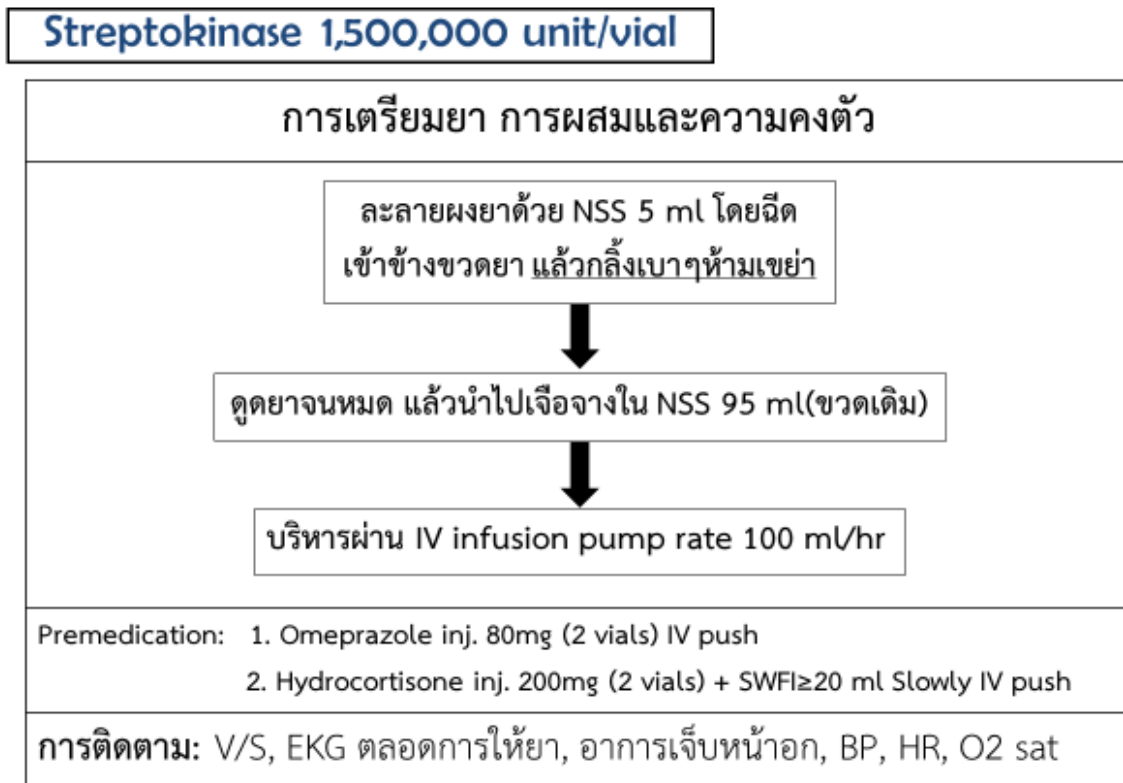 Streptokinase 1,500,000 unit/vial
การเตรียมยา การผสมและความคงตัว
ละลายผงยาด้วย NSS 5 ml โดยฉีด
เข้าข้างขวดยา แล้วกลิ้งเบาๆห้ามเขย่า
ดูดยาจนหมด แล้วนำไปเจือจางใน NSS 95 ml(ขวดเดิม)
บริหารผ่าน IV infusion pump rate 100 ml/hr
Premedication: 1. Omeprazole inj. 80mg (2 vials) IV push
2. Hydrocortisone inj. 200mg (2 vials) + SWFI≥20 ml Slowly IV push
การติดตาม: V/S, EKG ตลอดการให้ยา, อาการเจ็บหน้าอก, BP, HR, O2 sat